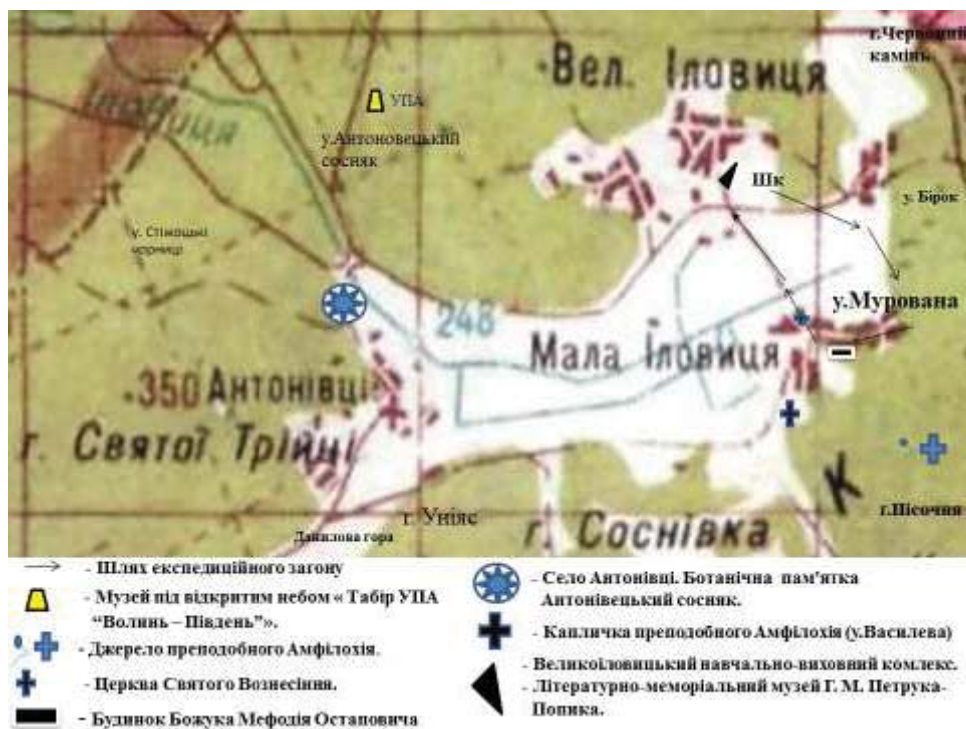 г.Червоний
камінь
Вел. Іловиця
УПА
у.Антоновецький
сосняк
Шк
у. Бірок
у.Мурована
248
Мала Іловиця
350 Антонівці
г. Святої Трійці
г. Уніяс
Данилова гора
г. Соснівка
К
г.Пісочня
- Шлях експедиційного загону
- Музей під відкритим небом « Табір УПА
“Волинь – Південь”».
- Джерело преподобного Амфілохія.
- Церква Святого Вознесіння.
- Будинок Божука Мефодія Остаповича
- Село Антонівці. Ботанічна пам'ятка
Антонівецький сосняк.
- Капличка преподобного Амфілохія (у.Василева)
- Великоіловицький навчально-виховний комлекс.
- Літературно-меморіальний музей Г. М. Петрука-
Попика.